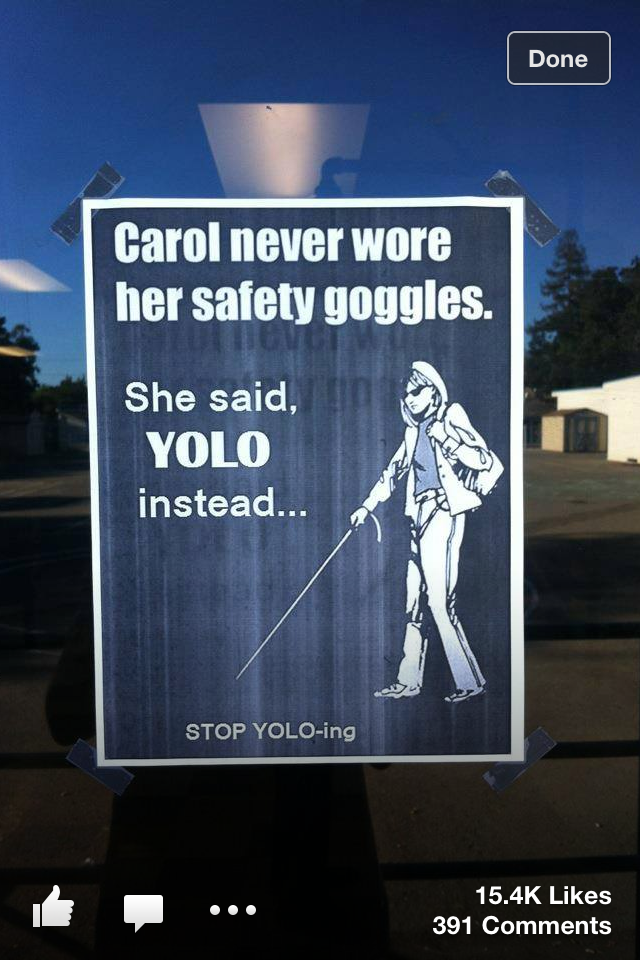 Done
Carol never wore
her safety goggles.
She said,
YOLO
instead...
STOP YOLO-ing
15.4K Likes
391 Comments